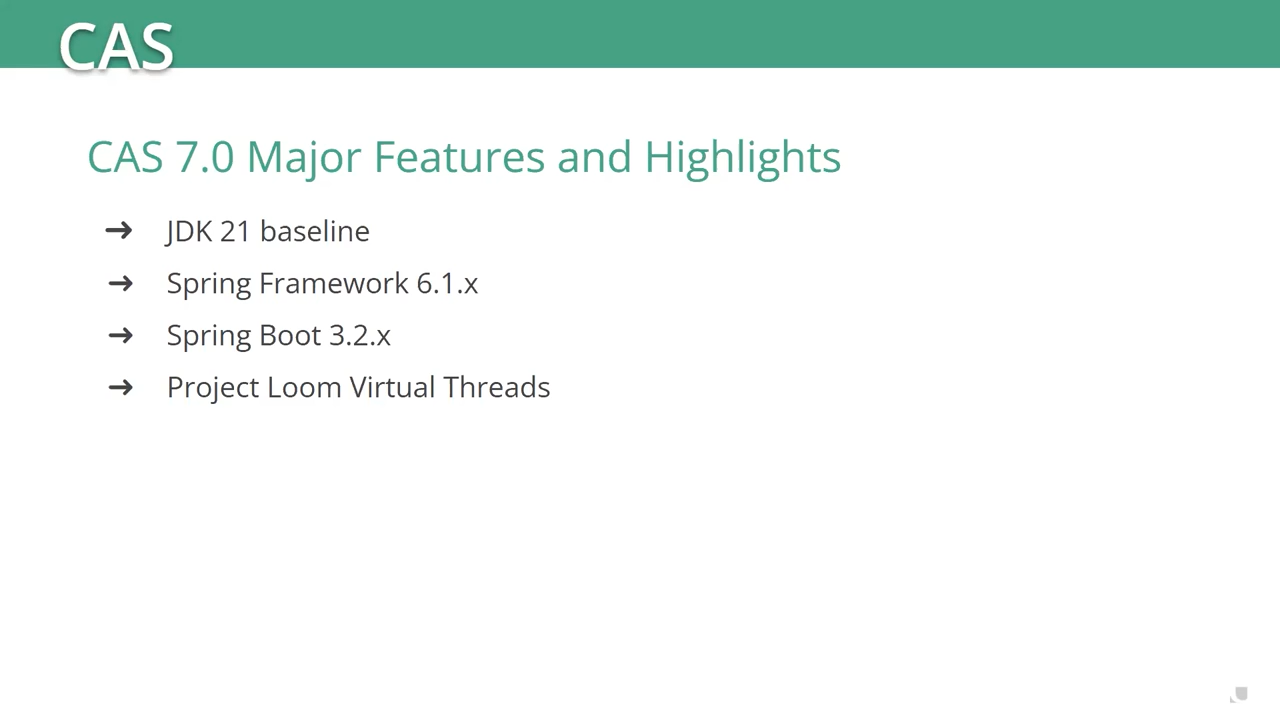 CAS
CAS 7.0 Major Features and Highlights
➔ JDK 21 baseline
➔ Spring Framework 6.1.x
➔ Spring Boot 3.2.x
➔ Project Loom Virtual Threads